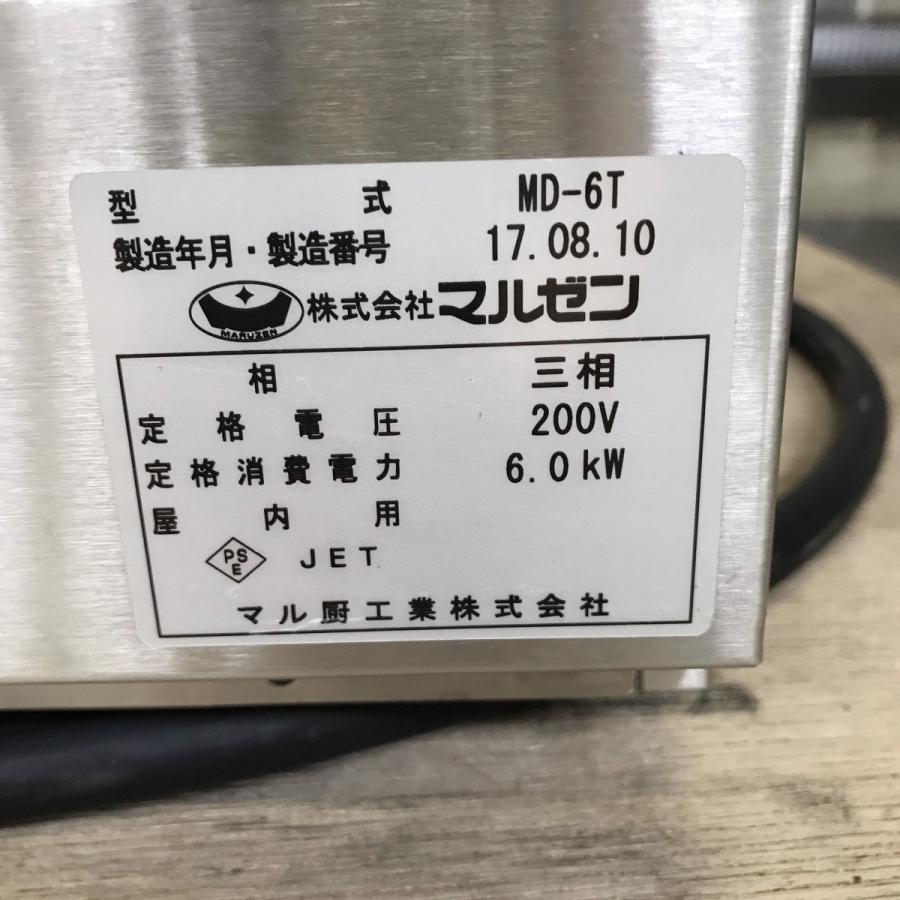 型式 MD-6T
製造年月・製造番号 17.08.10
MARUZEN 株式会社マルゼン
相 三相
定格電圧 200V
定格消費電力 6.0kW
屋内用
PSE JET
マル厨工業株式会社